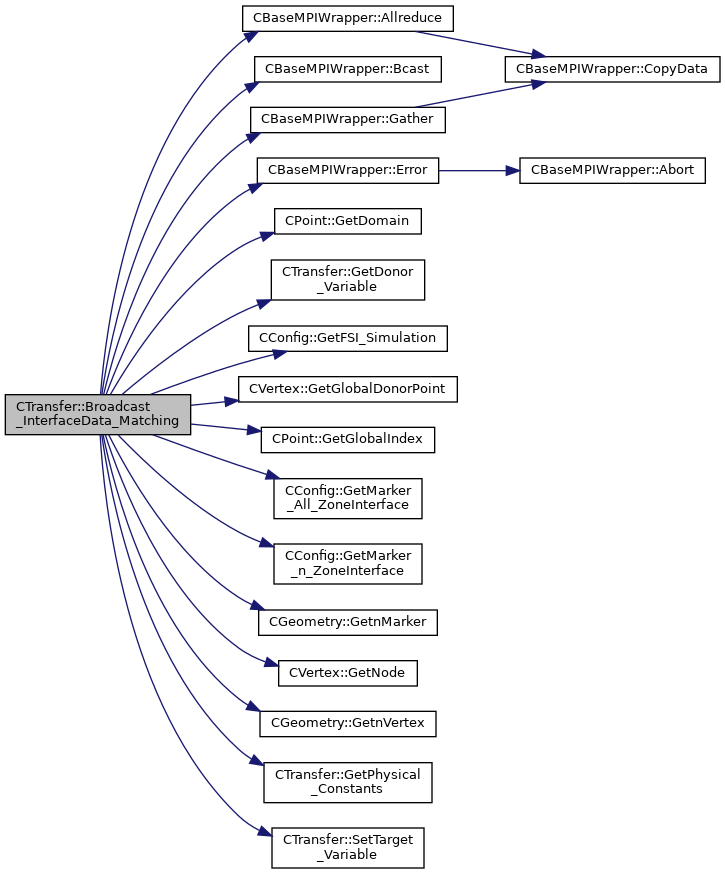 CTransfer::Broadcast
_InterfaceData_Matching
CBaseMPIWrapper::Allreduce
CBaseMPIWrapper::CopyData
CBaseMPIWrapper::Bcast
CBaseMPIWrapper::Gather
CBaseMPIWrapper::Error
CBaseMPIWrapper::Abort
CPoint::GetDomain
CTransfer::GetDonor
_Variable
CConfig::GetFSI_Simulation
CVertex::GetGlobalDonorPoint
CPoint::GetGlobalIndex
CConfig::GetMarker
_All_ZoneInterface
CConfig::GetMarker
_n_ZoneInterface
CGeometry::GetnMarker
CVertex::GetNode
CGeometry::GetnVertex
CTransfer::GetPhysical
_Constants
CTransfer::SetTarget
_Variable